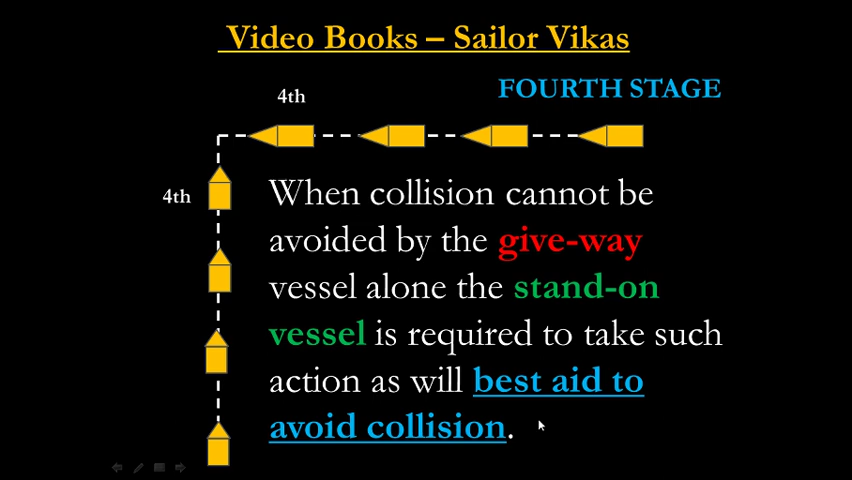 Video Books – Sailor Vikas
FOURTH STAGE
4th
4th
When collision cannot be
avoided by the give-way
vessel alone the stand-on
vessel is required to take such
action as will best aid to
avoid collision.